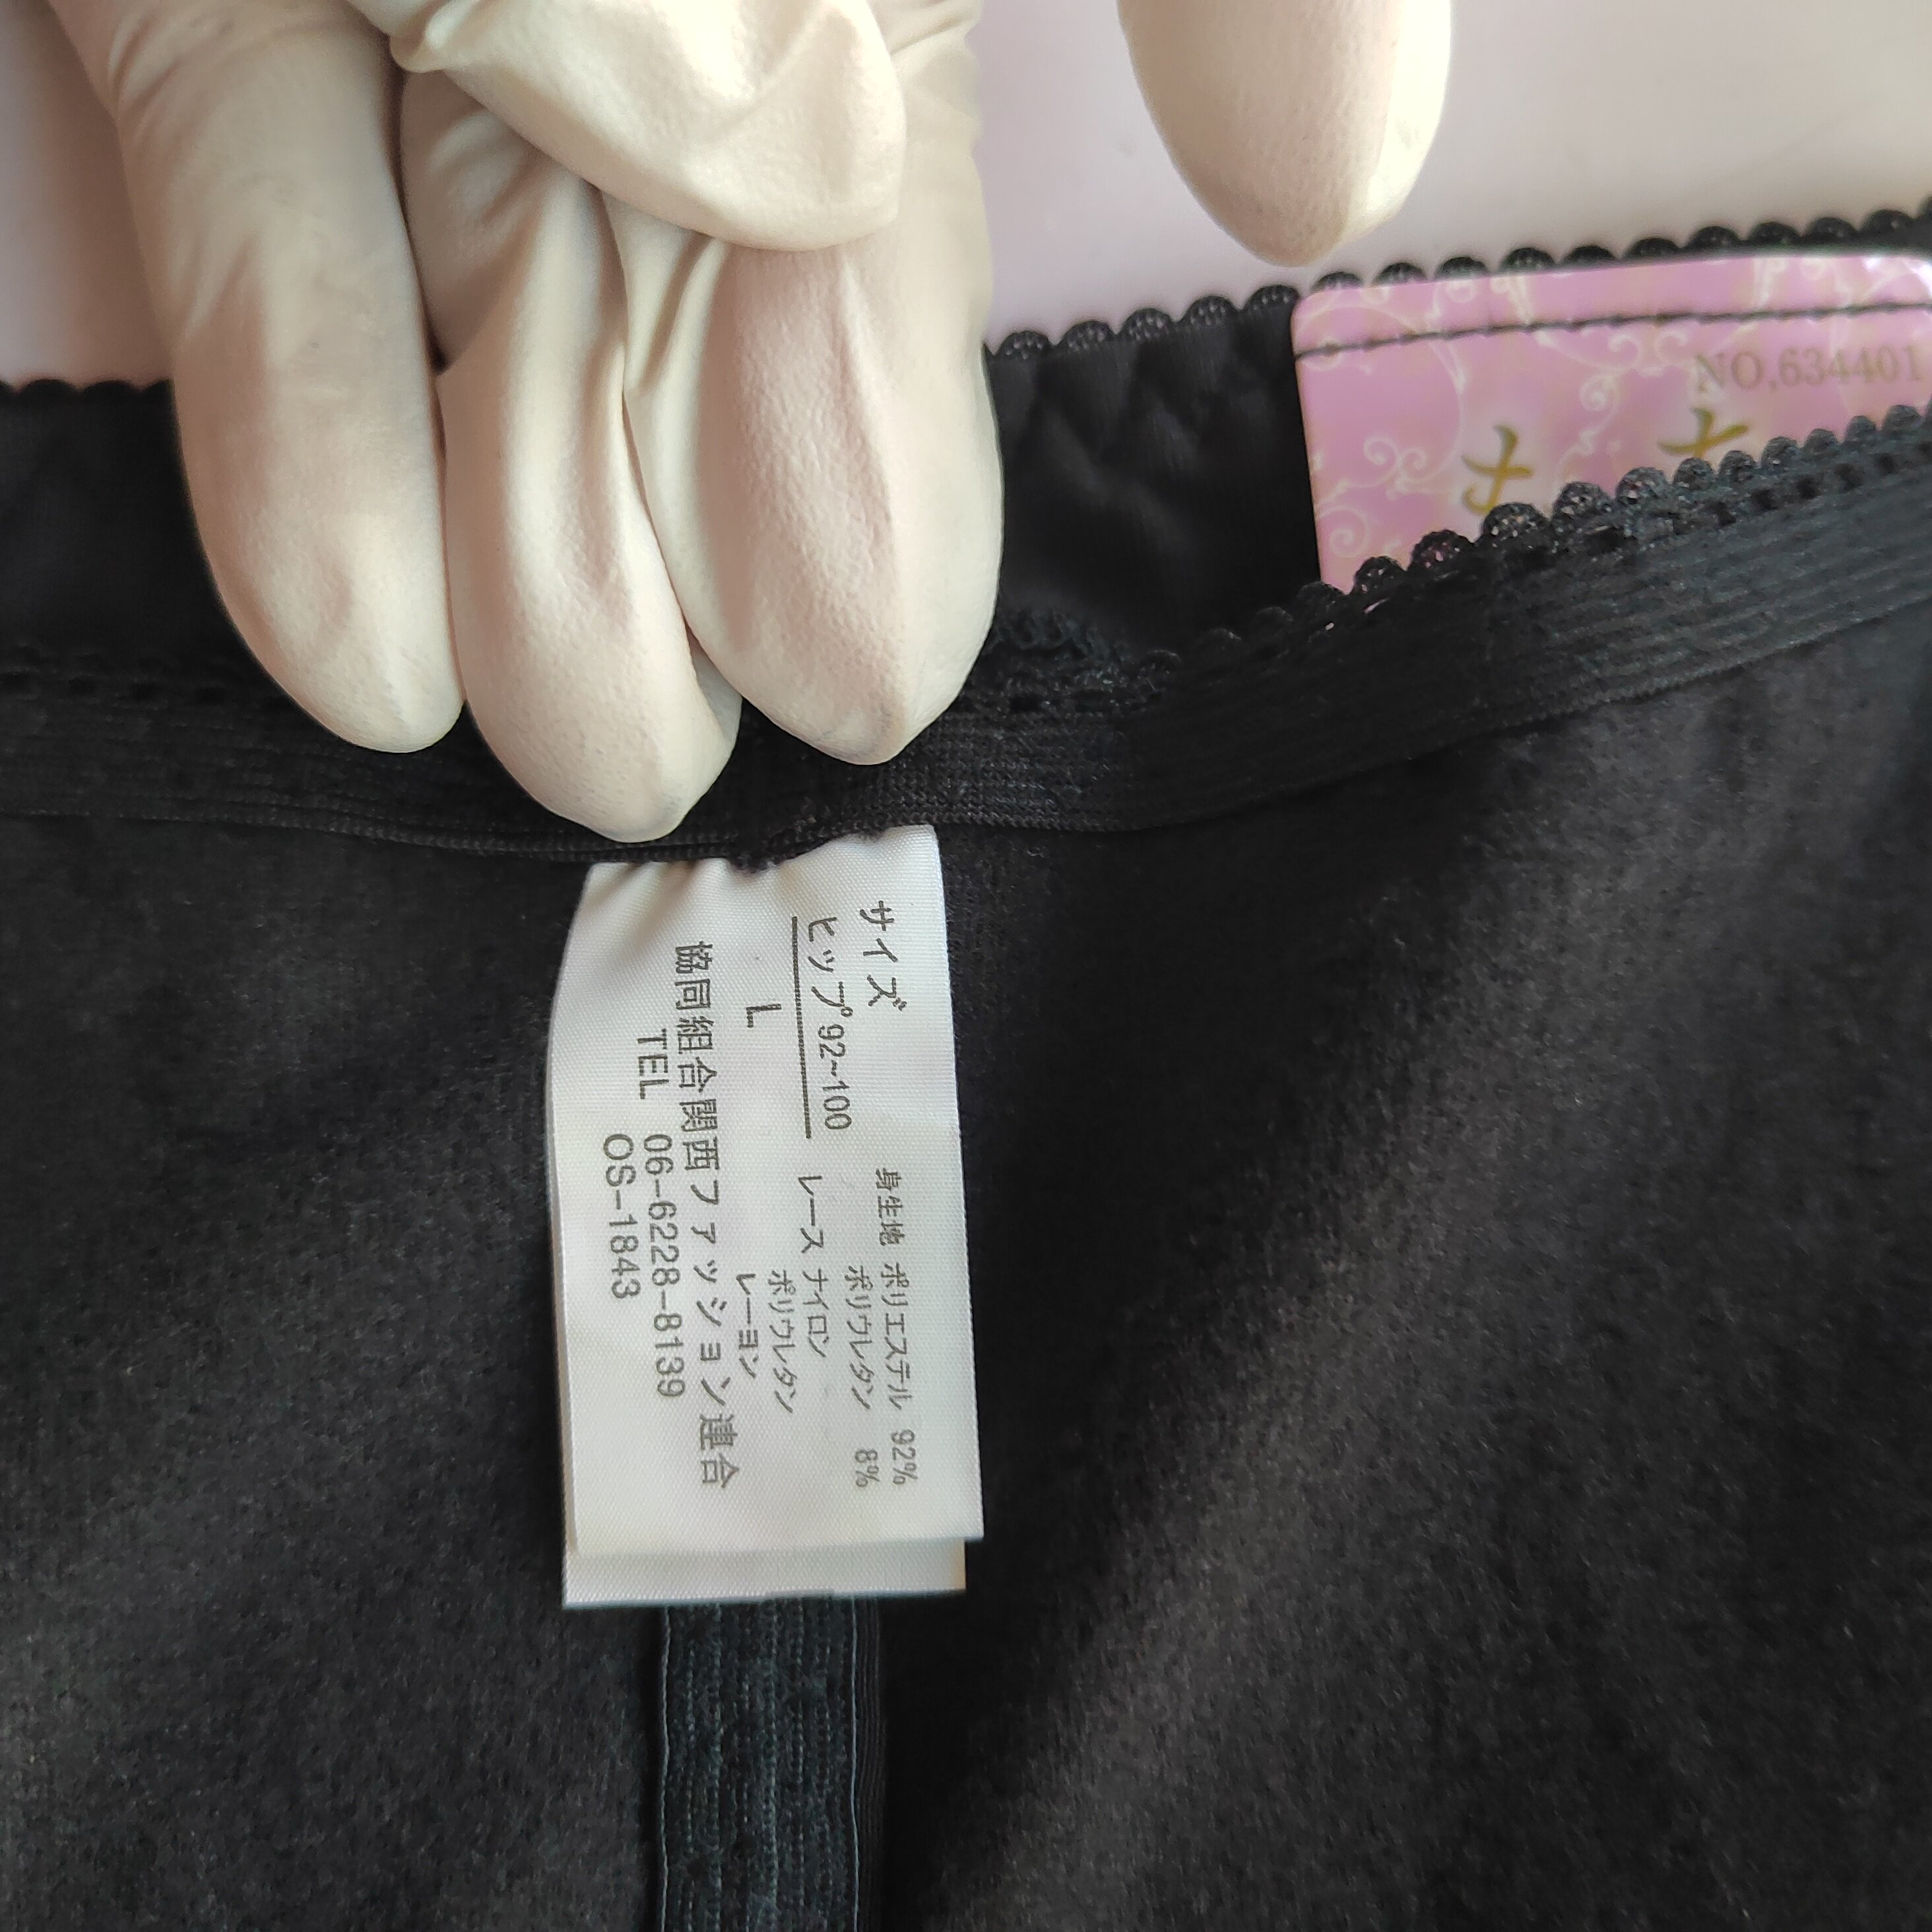 NO.634401
サイズ
ヒップ92~100
L
身生地 ポリエステル 92%
ポリウレタン 8%
レース ナイロン
ポリウレタン
レーヨン
協同組合関西ファッション連合
TEL 06-6228-8139
OS-1843